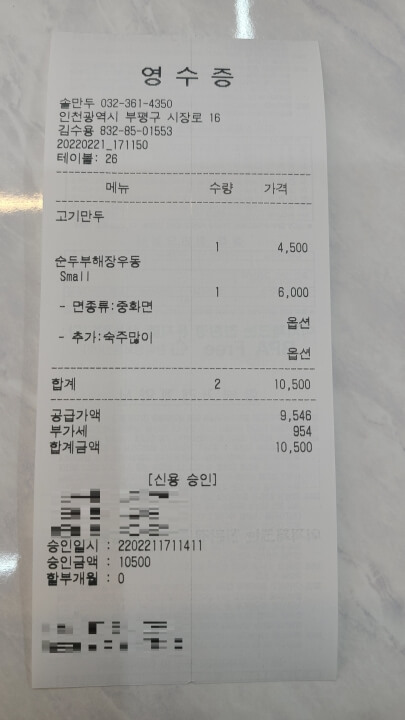 영 수 증
솔만두 032-361-4350
인천광역시 부평구 시장로 16
김수용 832-85-01553
20220221_171150
테이블: 26
메뉴 수량 가격
고기만두
1 4,500
순두부해장우동
Small
1 6,000
- 면종류:중화면
옵션
- 추가:숙주많이
옵션
합계 2 10,500
공급가액 9,546
부가세 954
합계금액 10,500
[신용 승인]
승인일시 : 2202211711411
승인금액 : 10500
할부개월 : 0